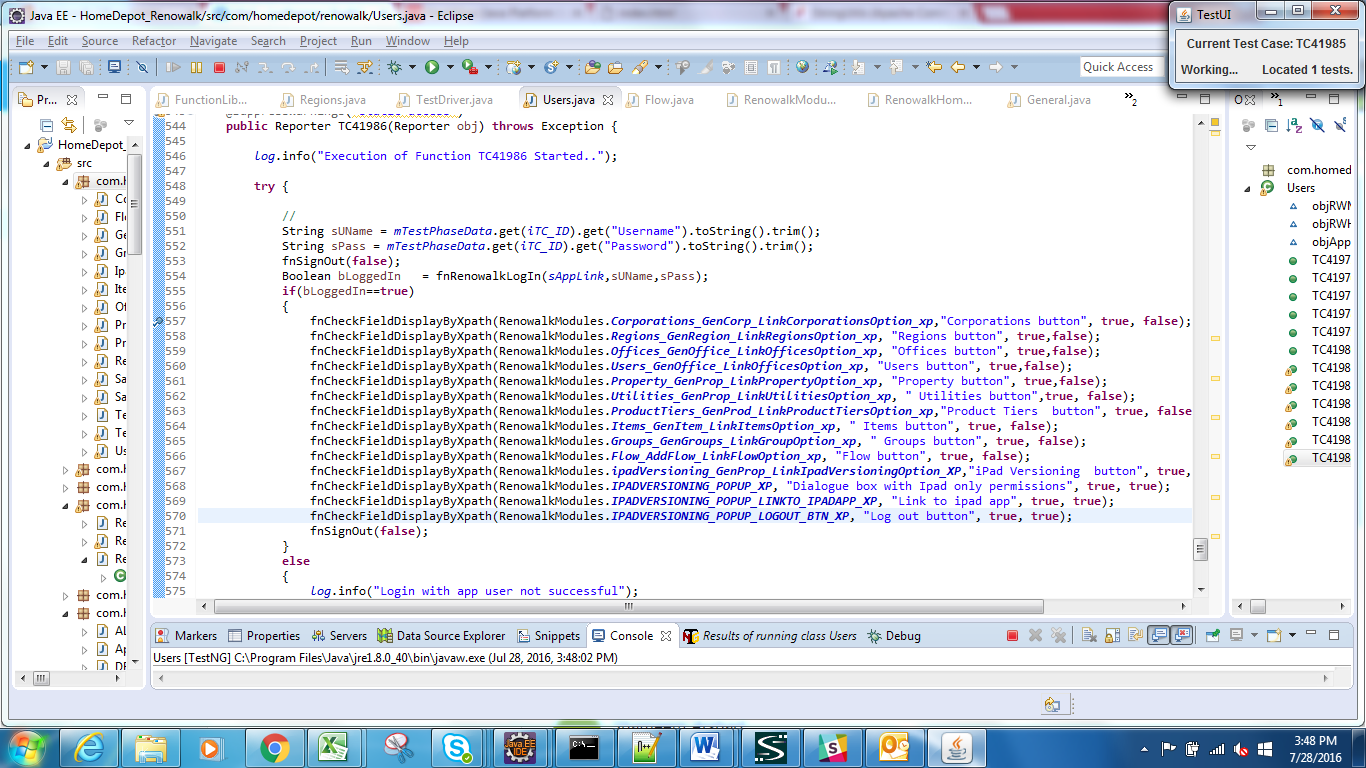 Java EE - HomeDepot_Renowalk/src/com/homedepot/renowalk/Users.java - Eclipse
TestUI
Current Test Case: TC41985
Working... Located 1 tests.
File Edit Source Refactor Navigate Search Project Run Window Help
Quick Access
Pr...
FunctionLib... Regions.java TestDriver.java Users.java Flow.java RenowalkModu... RenowalkHom... General.java »2
O »1
HomeDepot_
src
com.h
Co
Flo
Ge
Gr
Ipa
Ite
Of
Pr
Pr
Re
Sa
Sa
Te
Te
Us
com.h
com.h
com.h
Re
Re
Re
com.h
com.h
AL
Ap
DE
544 public Reporter TC41986(Reporter obj) throws Exception {
545
546 log.info("Execution of Function TC41986 Started..");
547
548 try {
549
550 //
551 String sUName = mTestPhaseData.get(iTC_ID).get("Username").toString().trim();
552 String sPass = mTestPhaseData.get(iTC_ID).get("Password").toString().trim();
553 fnSignOut(false);
554 Boolean bLoggedIn = fnRenowalkLogIn(sAppLink,sUName,sPass);
555 if(bLoggedIn==true)
556 {
557 fnCheckFieldDisplayByXpath(RenowalkModules.Corporations_GenCorp_LinkCorporationsOption_xp,"Corporations button", true, false);
558 fnCheckFieldDisplayByXpath(RenowalkModules.Regions_GenRegion_LinkRegionsOption_xp, "Regions button", true,false);
559 fnCheckFieldDisplayByXpath(RenowalkModules.Offices_GenOffice_LinkOfficesOption_xp, "Offices button", true,false);
560 fnCheckFieldDisplayByXpath(RenowalkModules.Users_GenOffice_LinkOfficesOption_xp, "Users button", true,false);
561 fnCheckFieldDisplayByXpath(RenowalkModules.Property_GenProp_LinkPropertyOption_xp, "Property button", true,false);
562 fnCheckFieldDisplayByXpath(RenowalkModules.Utilities_GenProp_LinkUtilitiesOption_xp, " Utilities button",true, false);
563 fnCheckFieldDisplayByXpath(RenowalkModules.ProductTiers_GenProd_LinkProductTiersOption_xp,"Product Tiers  button", true, false
564 fnCheckFieldDisplayByXpath(RenowalkModules.Items_GenItem_LinkItemsOption_xp, " Items button", true, false);
565 fnCheckFieldDisplayByXpath(RenowalkModules.Groups_GenGroups_LinkGroupOption_xp, " Groups button", true, false);
566 fnCheckFieldDisplayByXpath(RenowalkModules.Flow_AddFlow_LinkFlowOption_xp, "Flow button", true, false);
567 fnCheckFieldDisplayByXpath(RenowalkModules.ipadVersioning_GenProp_LinkIpadVersioningOption_XP,"iPad Versioning  button", true,
568 fnCheckFieldDisplayByXpath(RenowalkModules.IPADVERSIONING_POPUP_XP, "Dialogue box with Ipad only permissions", true, true);
569 fnCheckFieldDisplayByXpath(RenowalkModules.IPADVERSIONING_POPUP_LINKTO_IPADAPP_XP, "Link to ipad app", true, true);
570 fnCheckFieldDisplayByXpath(RenowalkModules.IPADVERSIONING_POPUP_LOGOUT_BTN_XP, "Log out button", true, true);
571 fnSignOut(false);
572 }
573 else
574 {
575 log.info("Login with app user not successful");
com.homed
Users
objRWM
objRWH
objApp
TC4197
TC4197
TC4197
TC4197
TC4197
TC4197
TC4198
TC4198
TC4198
TC4198
TC4198
TC4198
Markers Properties Servers Data Source Explorer Snippets Console Results of running class Users Debug
Users [TestNG] C:\Program Files\Java\jre1.8.0_40\bin\javaw.exe (Jul 28, 2016, 3:48:02 PM)
Java EE
IDE
3:48 PM
7/28/2016